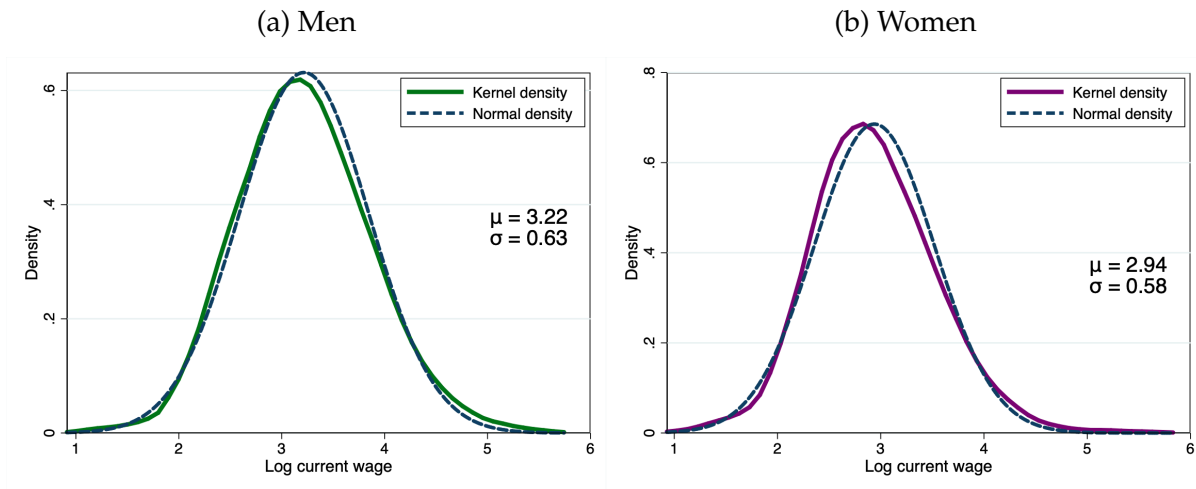 (a) Men
.6
.4
.2
0
Density
Kernel density
Normal density
μ = 3.22
σ = 0.63
1 2 3 4 5 6
Log current wage
(b) Women
.8
.6
.4
.2
0
Density
Kernel density
Normal density
μ = 2.94
σ = 0.58
1 2 3 4 5 6
Log current wage